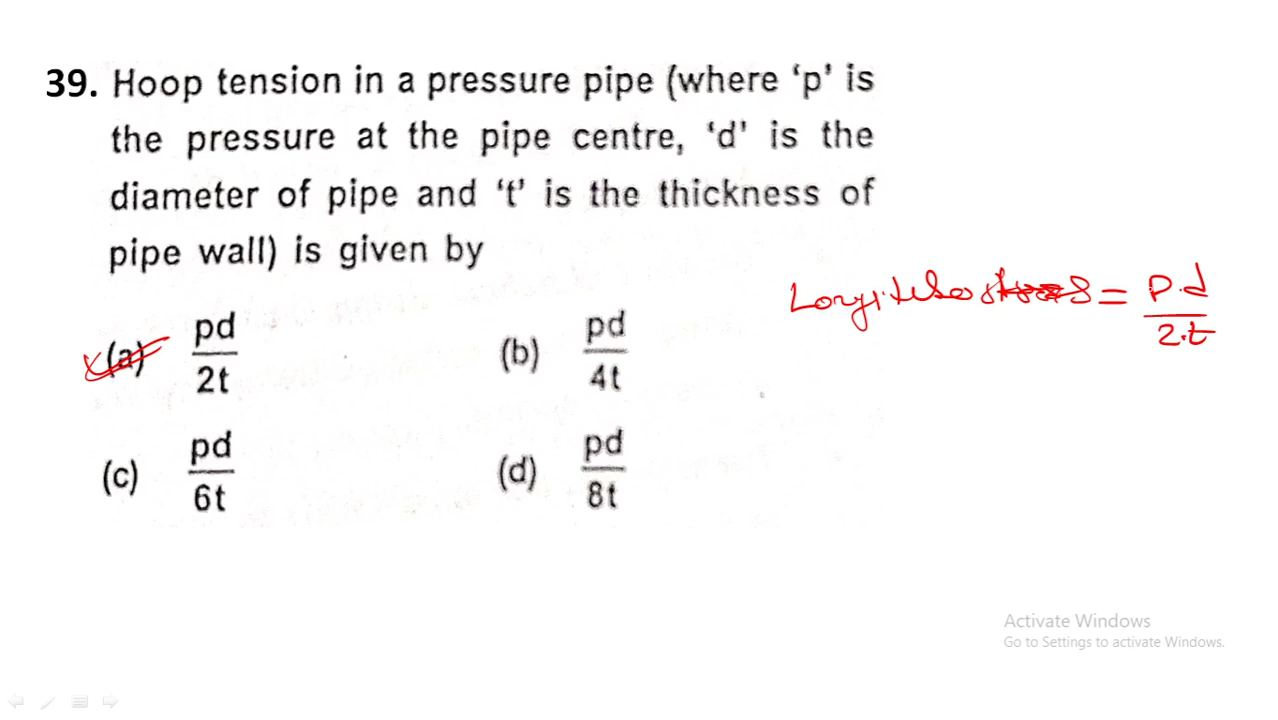 39. Hoop tension in a pressure pipe (where ‘p’ is
the pressure at the pipe centre, ‘d’ is the
diameter of pipe and ‘t’ is the thickness of
pipe wall) is given by
(a) pd/2t (b) pd/4t
(c) pd/6t (d) pd/8t
= P.d/2.t
Activate Windows
Go to Settings to activate Windows.